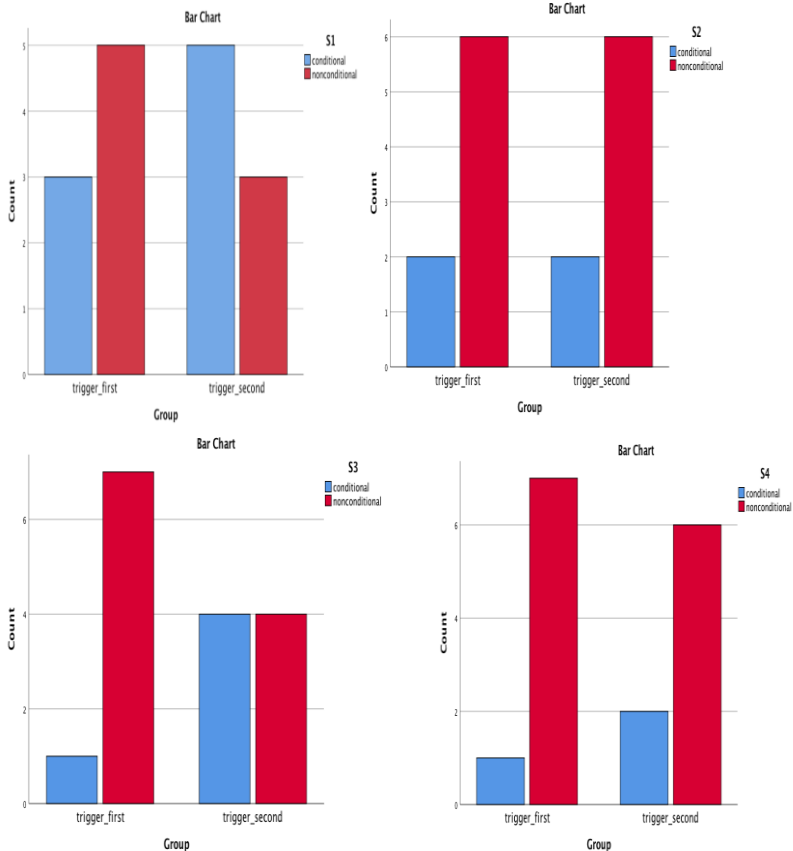 Bar Chart
S1
conditional
nonconditional
5
4
3
2
1
0
Count
trigger_first trigger_second
Group
Bar Chart
S2
conditional
nonconditional
6
5
4
3
2
1
0
Count
trigger_first trigger_second
Group
Bar Chart
S3
conditional
nonconditional
6
4
2
0
Count
trigger_first trigger_second
Group
Bar Chart
S4
conditional
nonconditional
6
4
2
0
Count
trigger_first trigger_second
Group